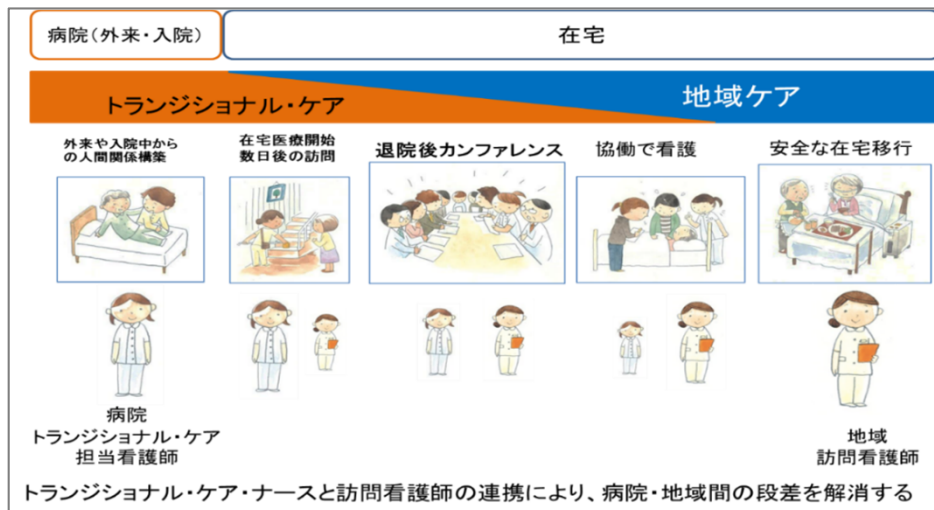 病院(外来・入院)
在宅
トランジショナル・ケア
地域ケア
外来や入院中から
の人間関係構築
在宅医療開始
数日後の訪問
退院後カンファレンス
協働で看護
安全な在宅移行
病院
トランジショナル・ケア
担当看護師
地域
訪問看護師
トランジショナル・ケア・ナースと訪問看護師の連携により、病院・地域間の段差を解消する